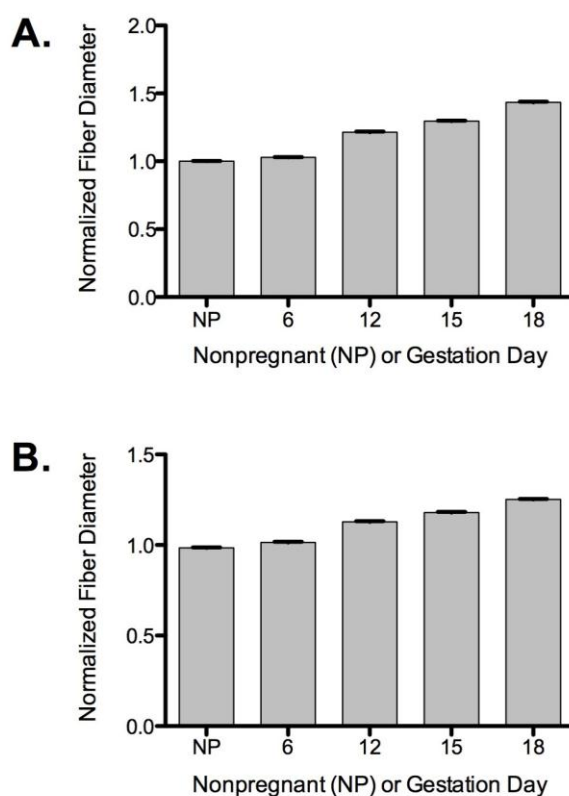 A.
Normalized Fiber Diameter
2.0
1.5
1.0
0.5
0.0
NP 6 12 15 18
Nonpregnant (NP) or Gestation Day
B.
Normalized Fiber Diameter
1.5
1.0
0.5
0.0
NP 6 12 15 18
Nonpregnant (NP) or Gestation Day